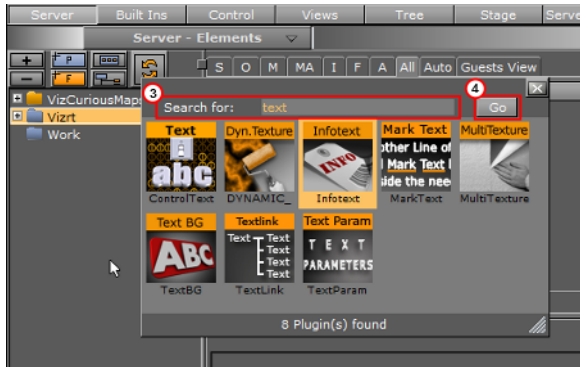 Server Built Ins Control Views Tree Stage Serve
Server - Elements
P
F
S O M MA I F A All Auto Guests View
VizCuriousMaps
Vizrt
Work
3
4
Search for: text Go
Text Dyn.Texture Infotext Mark Text MultiTexture
abc
INFO
other Line of
Mark Text
side the nee
ControlText DYNAMIC_ Infotext MarkText MultiTexture
Text BG Textlink Text Param
ABC
Text Text
Text
Text
Text
TEXT
PARAMETERS
TextBG TextLink TextParam
8 Plugin(s) found